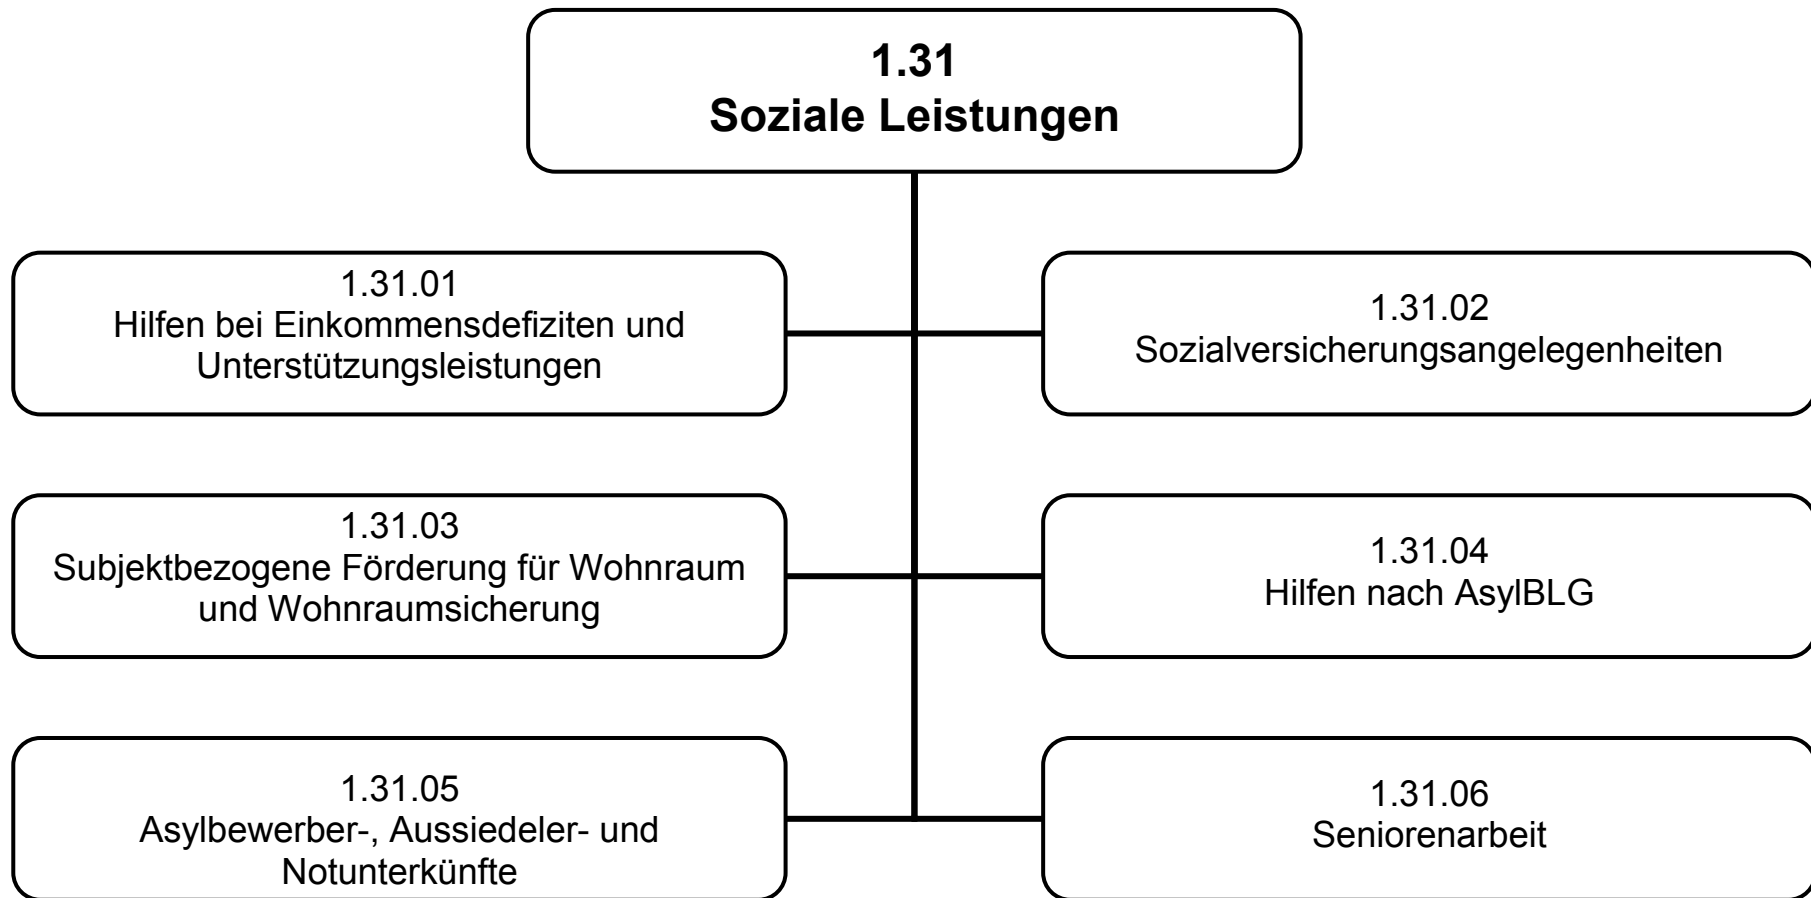 1.31
Soziale Leistungen
1.31.01
Hilfen bei Einkommensdefiziten und
Unterstützungsleistungen
1.31.02
Sozialversicherungsangelegenheiten
1.31.03
Subjektbezogene Förderung für Wohnraum
und Wohnraumsicherung
1.31.04
Hilfen nach AsylBLG
1.31.05
Asylbewerber-, Aussiedeler- und
Notunterkünfte
1.31.06
Seniorenarbeit